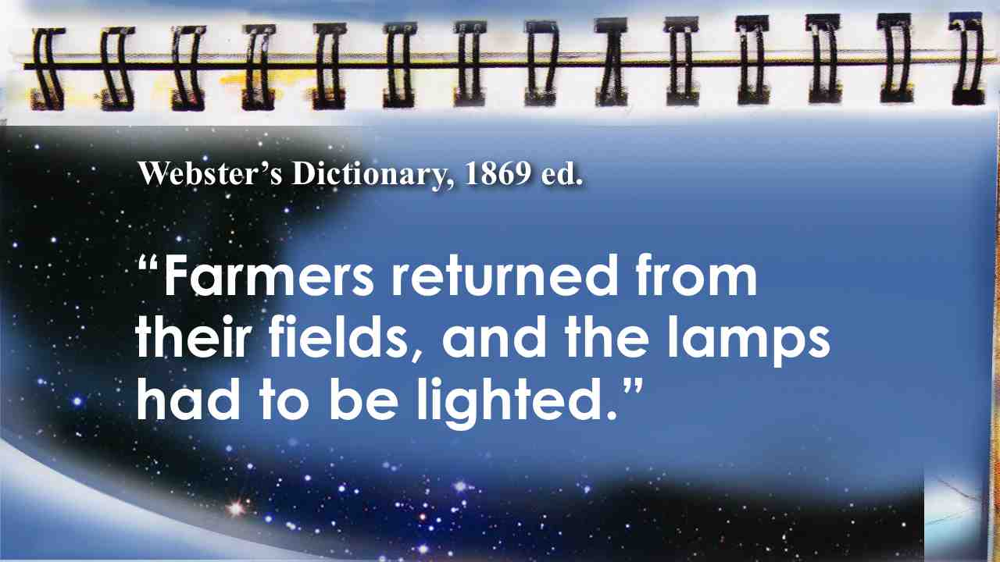 Webster’s Dictionary, 1869 ed.
“Farmers returned from
their fields, and the lamps
had to be lighted.”